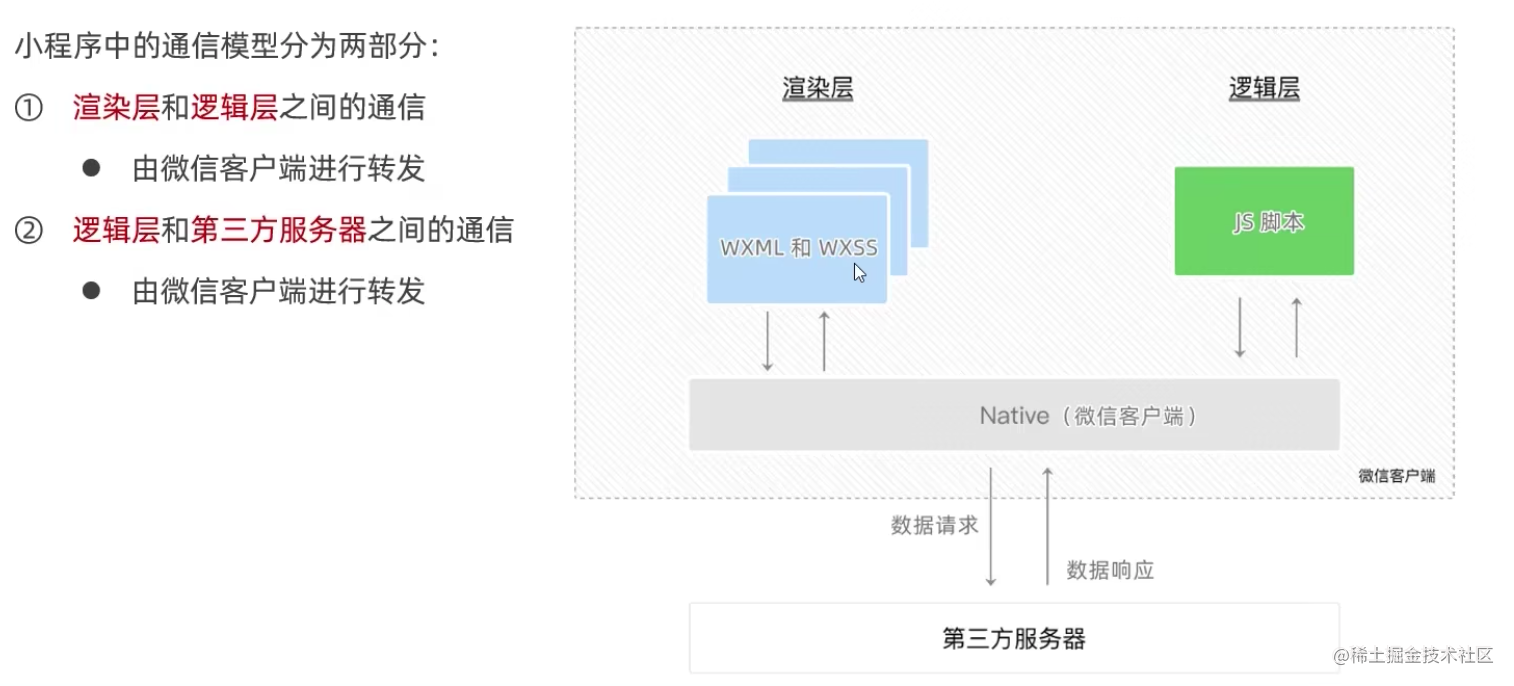 小程序中的通信模型分为两部分：
① 渲染层和逻辑层之间的通信
● 由微信客户端进行转发
② 逻辑层和第三方服务器之间的通信
● 由微信客户端进行转发
渲染层
逻辑层
WXML 和 WXSS
JS 脚本
Native（微信客户端）
微信客户端
数据请求
数据响应
第三方服务器
@稀土掘金技术社区